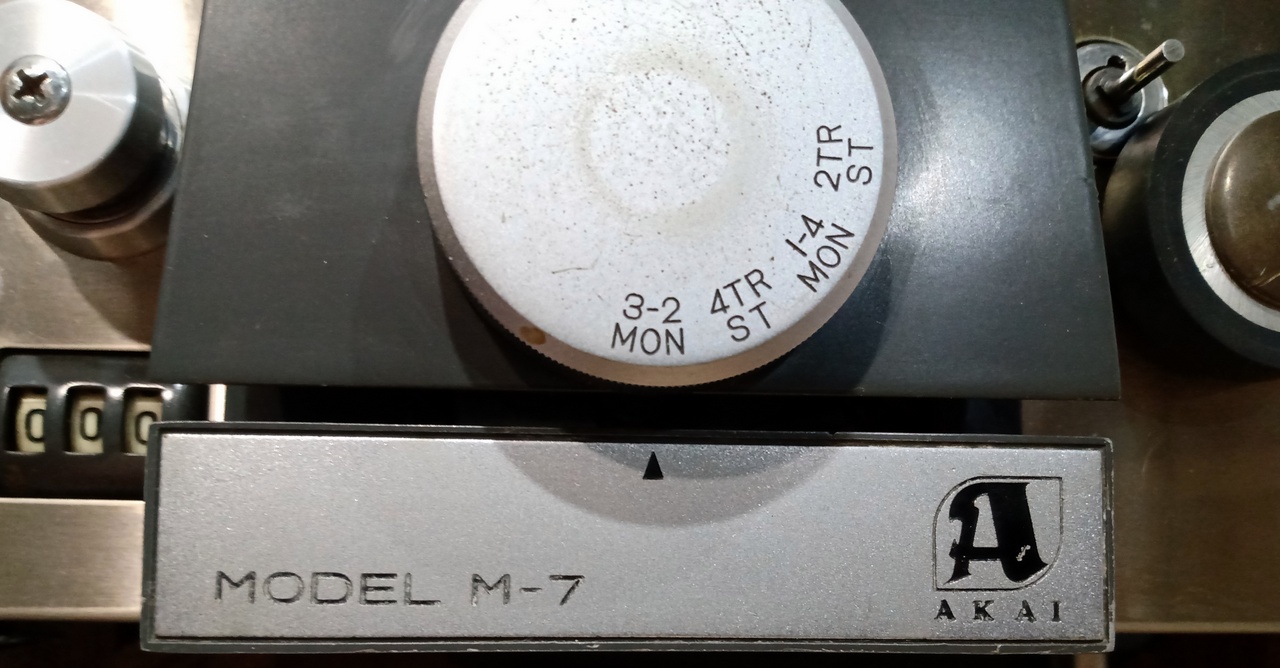 2TR
ST
1-4
MON
4TR
ST
3-2
MON
000
MODEL M-7
A
AKAI